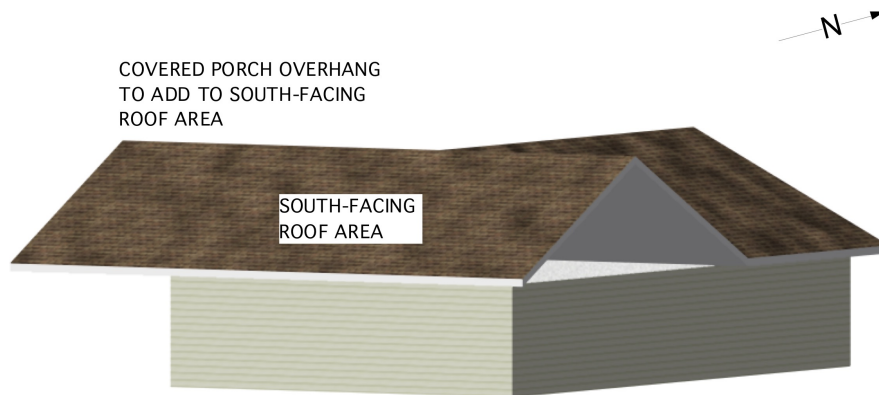 N
COVERED PORCH OVERHANG
TO ADD TO SOUTH-FACING
ROOF AREA
SOUTH-FACING
ROOF AREA